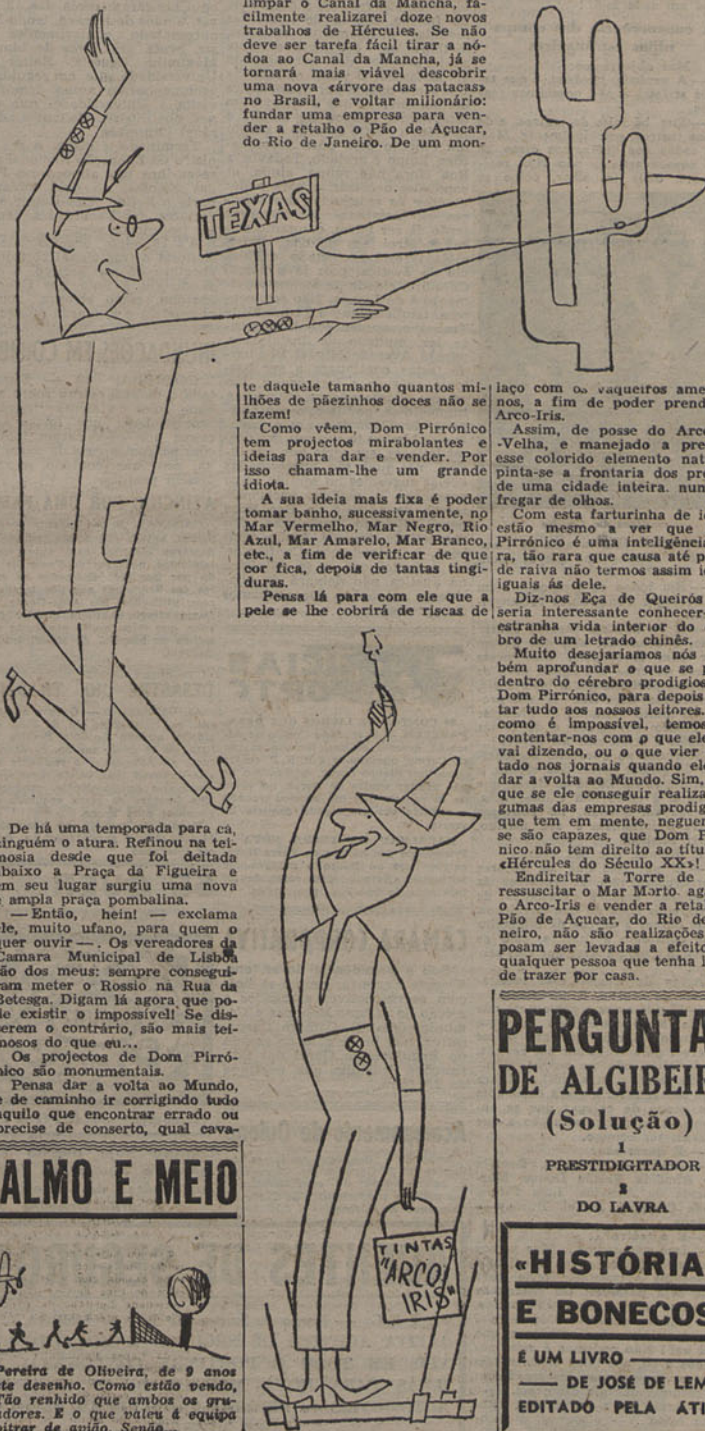 limpar o Canal da Mancha, fa-
cilmente realizarei doze novos
trabalhos de Hércules. Se não
deve ser tarefa fácil tirar a nó-
doa ao Canal da Mancha, já se
tornará mais viável descobrir
uma nova «árvore das patacas»
no Brasil, e voltar milionário:
fundar uma empresa para ven-
der a retalho o Pão de Açucar,
do Rio de Janeiro. De um mon-
TEXAS
te daquele tamanho quantos mi-
lhões de pãezinhos doces não se
fazem!
Como vêem, Dom Pirrónico
tem projectos mirabolantes e
ideias para dar e vender. Por
isso chamam-lhe um grande
idiota.
A sua ideia mais fixa é poder
tomar banho, sucessivamente, no
Mar Vermelho, Mar Negro, Rio
Azul, Mar Amarelo, Mar Branco,
etc., a fim de verificar de que
cor fica, depois de tantas tingi-
duras.
Pensa lá para com ele que a
pele se lhe cobrirá de riscas de
laço com os vaqueiros ame
nos, a fim de poder prend
Arco-Iris.
Assim, de posse do Arco
-Velha, e manejado a pre
esse colorido elemento nat
pinta-se a frontaria dos pre
de uma cidade inteira. num
fregar de olhos.
Com esta farturinha de i
estão mesmo a ver que
Pirrónico é uma inteligência
ra, tão rara que causa até p
de raiva não termos assim i
iguais ás dele.
Diz-nos Eça de Queirós
seria interessante conhecer-
estranha vida interior do
bro de um letrado chinês.
Muito desejariamos nós
bém aprofundar o que se p
dentro do cérebro prodigios
Dom Pirrónico, para depois
tar tudo aos nossos leitores.
como é impossível, temos
contentar-nos com o que ele
vai dizendo, ou o que vier
tado nos jornais quando ele
dar a volta ao Mundo. Sim,
que se ele conseguir realiza
gumas das empresas prodig
que tem em mente, neguem
se são capazes, que Dom P
nico não tem direito ao títu
«Hércules do Século XX»!
Endireitar a Torre de
ressuscitar o Mar Morto. aga
o Arco-Iris e vender a reta
Pão de Açucar, do Rio de
neiro, não são realizações
posam ser levadas a efeito
qualquer pessoa que tenha i
de trazer por casa.
De há uma temporada para cá,
ninguém o atura. Refinou na tei-
mosia desde que foi deitada
abaixo a Praça da Figueira e
em seu lugar surgiu uma nova
e ampla praça pombalina.
— Então, hein! — exclama
ele, muito ufano, para quem o
quer ouvir —. Os vereadores da
Camara Municipal de Lisboa
são dos meus: sempre consegui-
ram meter o Rossio na Rua da
Betesga. Digam lá agora que po-
de existir o impossível! Se dis-
serem o contrário, são mais tei-
mosos do que eu...
Os projectos de Dom Pirró-
nico são monumentais.
Pensa dar a volta ao Mundo,
e de caminho ir corrigindo tudo
aquilo que encontrar errado ou
precise de conserto, qual cava-
TINTAS
"ARCO
IRIS"
ALMO E MEIO
Pereira de Oliveira, de 9 anos
te desenho. Como estão vendo,
Tão renhido que ambos os gru-
adores. E o que valeu á equipa
bitrar de avião. Senão...
PERGUNTA
DE ALGIBEIR
(Solução)
1
PRESTIDIGITADOR
2
DO LAVRA
«HISTÓRIA
E BONECOS
É UM LIVRO
DE JOSÉ DE LEM
EDITADO PELA ÁTI